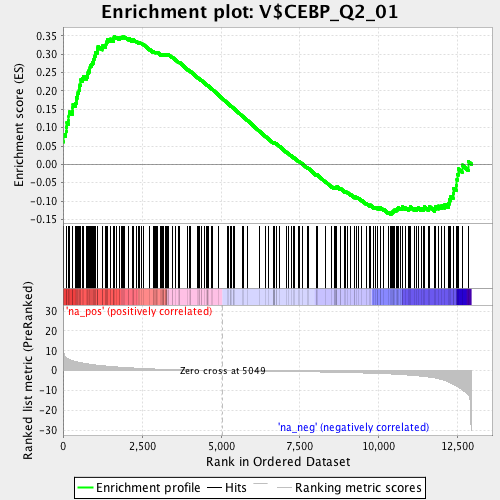 Enrichment plot: V$CEBP_Q2_01
Enrichment score (ES)
0.35
0.30
0.25
0.20
0.15
0.10
0.05
0.00
-0.05
-0.10
-0.15
'na_pos' (positively correlated)
Ranked list metric (PreRanked)
30
20
10
0
-10
-20
-30
Zero cross at 5049
'na_neg' (negatively correlated)
0
2,500
5,000
7,500
10,000
12,500
Rank in Ordered Dataset
Enrichment profile
Hits
Ranking metric scores